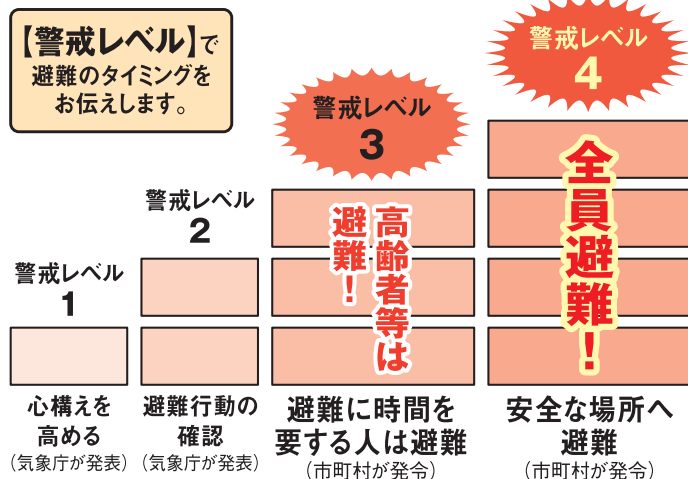 【警戒レベル】で
避難のタイミングを
お伝えします。
警戒レベル
1
心構えを
高める
(気象庁が発表)
警戒レベル
2
避難行動の
確認
(気象庁が発表)
警戒レベル
3
高齢者等は
避難！
避難に時間を
要する人は避難
(市町村が発令)
警戒レベル
4
全員避難！
安全な場所へ
避難
(市町村が発令)